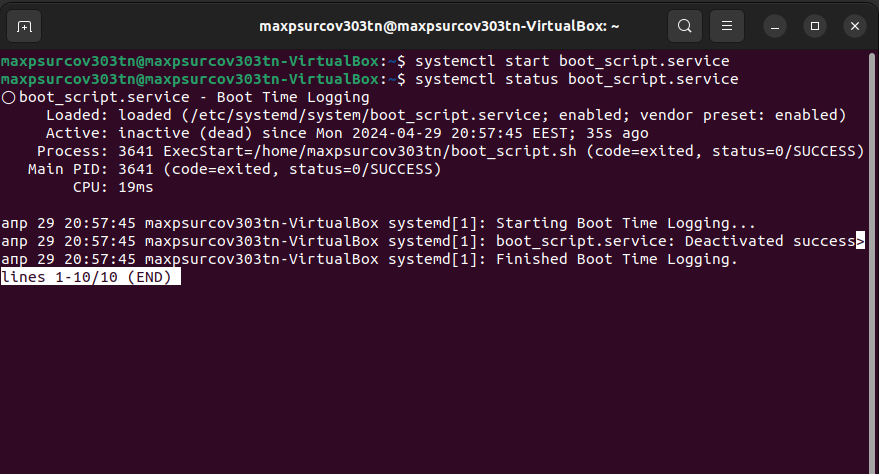 maxpsurcov303tn@maxpsurcov303tn-VirtualBox: ~
maxpsurcov303tn@maxpsurcov303tn-VirtualBox:~$ systemctl start boot_script.service
maxpsurcov303tn@maxpsurcov303tn-VirtualBox:~$ systemctl status boot_script.service
○ boot_script.service - Boot Time Logging
     Loaded: loaded (/etc/systemd/system/boot_script.service; enabled; vendor preset: enabled)
     Active: inactive (dead) since Mon 2024-04-29 20:57:45 EEST; 35s ago
    Process: 3641 ExecStart=/home/maxpsurcov303tn/boot_script.sh (code=exited, status=0/SUCCESS)
   Main PID: 3641 (code=exited, status=0/SUCCESS)
        CPU: 19ms
апр 29 20:57:45 maxpsurcov303tn-VirtualBox systemd[1]: Starting Boot Time Logging...
апр 29 20:57:45 maxpsurcov303tn-VirtualBox systemd[1]: boot_script.service: Deactivated success>
апр 29 20:57:45 maxpsurcov303tn-VirtualBox systemd[1]: Finished Boot Time Logging.
lines 1-10/10 (END)